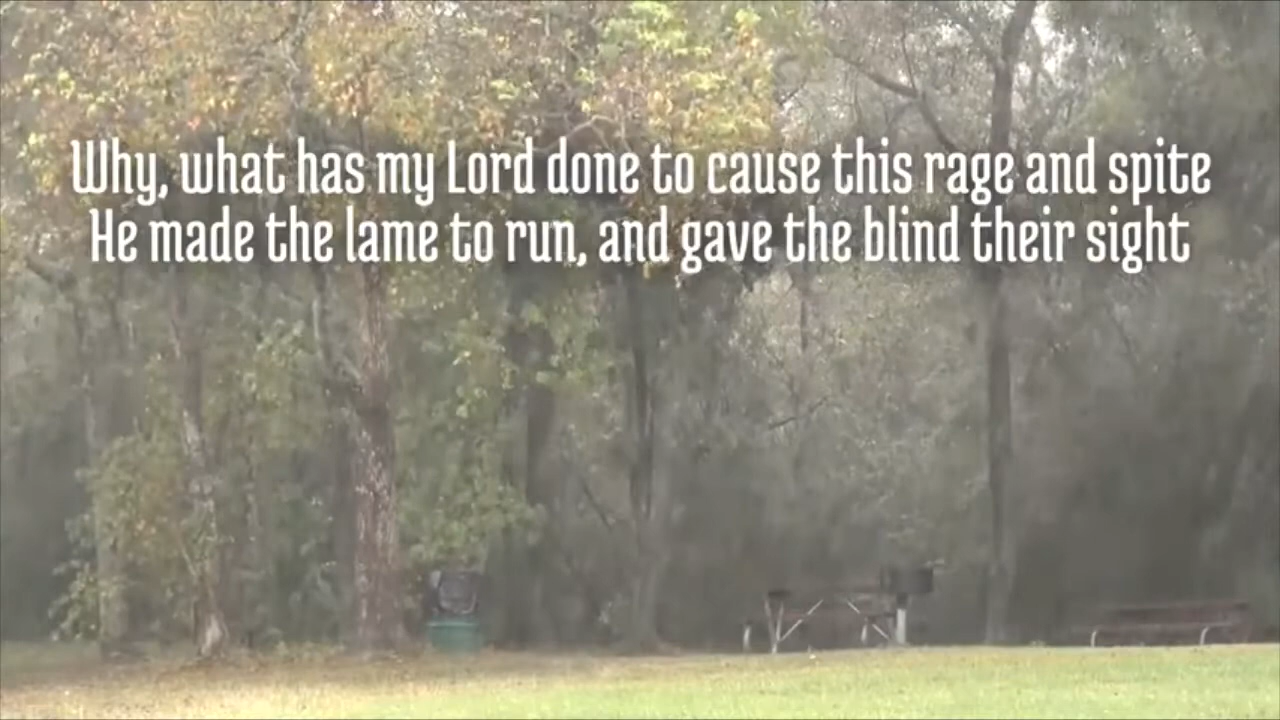 Why, what has my Lord done to cause this rage and spite
He made the lame to run, and gave the blind their sight